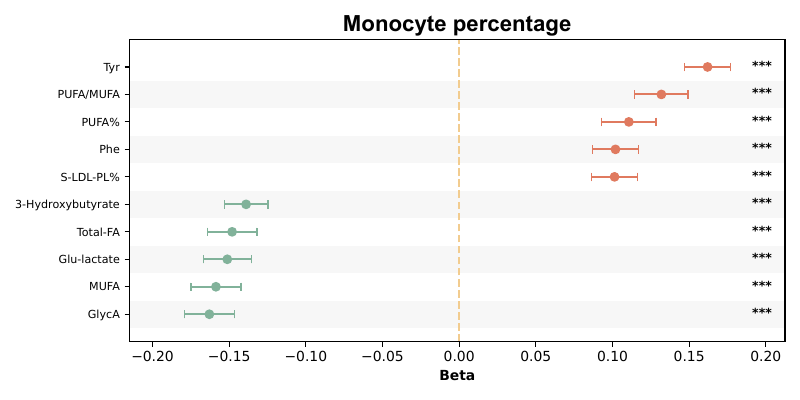 Monocyte percentage
Tyr ***
PUFA/MUFA ***
PUFA% ***
Phe ***
S-LDL-PL% ***
3-Hydroxybutyrate ***
Total-FA ***
Glu-lactate ***
MUFA ***
GlycA ***
−0.20 −0.15 −0.10 −0.05 0.00 0.05 0.10 0.15 0.20
Beta